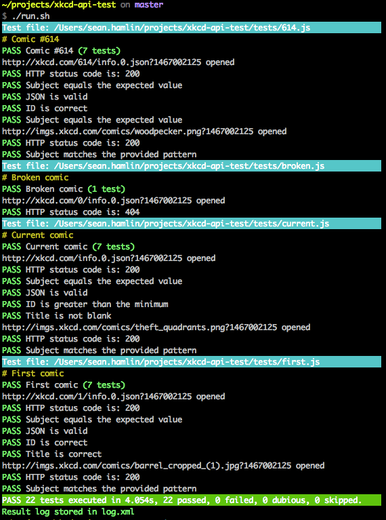 ~/projects/xkcd-api-test on master
$ ./run.sh
Test file: /Users/sean.hamlin/projects/xkcd-api-test/tests/614.js
# Comic #614
PASS Comic #614 (7 tests)
http://xkcd.com/614/info.0.json?1467002125 opened
PASS HTTP status code is: 200
PASS Subject equals the expected value
PASS JSON is valid
PASS ID is correct
PASS Subject equals the expected value
http://imgs.xkcd.com/comics/woodpecker.png?1467002125 opened
PASS HTTP status code is: 200
PASS Subject matches the provided pattern
Test file: /Users/sean.hamlin/projects/xkcd-api-test/tests/broken.js
# Broken comic
PASS Broken comic (1 test)
http://xkcd.com/0/info.0.json?1467002125 opened
PASS HTTP status code is: 404
Test file: /Users/sean.hamlin/projects/xkcd-api-test/tests/current.js
# Current comic
PASS Current comic (7 tests)
http://xkcd.com/info.0.json?1467002125 opened
PASS HTTP status code is: 200
PASS Subject equals the expected value
PASS JSON is valid
PASS ID is greater than the minimum
PASS Title is not blank
http://imgs.xkcd.com/comics/theft_quadrants.png?1467002125 opened
PASS HTTP status code is: 200
PASS Subject matches the provided pattern
Test file: /Users/sean.hamlin/projects/xkcd-api-test/tests/first.js
# First comic
PASS First comic (7 tests)
http://xkcd.com/1/info.0.json?1467002125 opened
PASS HTTP status code is: 200
PASS Subject equals the expected value
PASS JSON is valid
PASS ID is correct
PASS Title is correct
http://imgs.xkcd.com/comics/barrel_cropped_(1).jpg?1467002125 opened
PASS HTTP status code is: 200
PASS Subject matches the provided pattern
PASS 22 tests executed in 4.054s, 22 passed, 0 failed, 0 dubious, 0 skipped.
Result log stored in log.xml